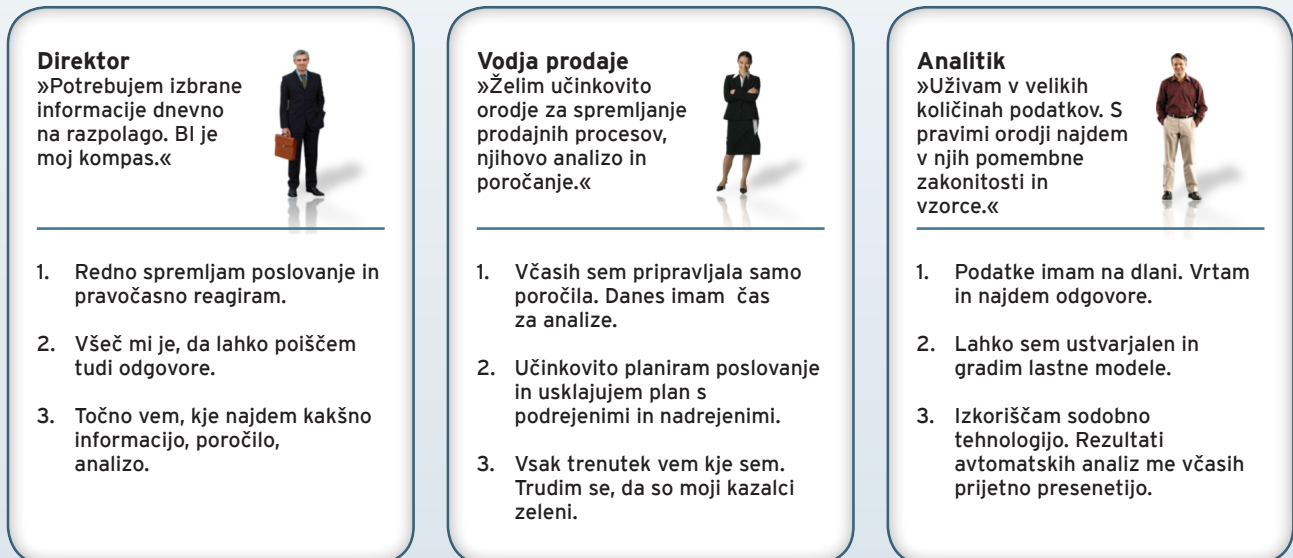 Direktor
»Potrebujem izbrane
informacije dnevno
na razpolago. BI je
moj kompas.«
1. Redno spremljam poslovanje in
pravočasno reagiram.
2. Všeč mi je, da lahko poiščem
tudi odgovore.
3. Točno vem, kje najdem kakšno
informacijo, poročilo,
analizo.
Vodja prodaje
»Želim učinkovito
orodje za spremljanje
prodajnih procesov,
njihovo analizo in
poročanje.«
1. Včasih sem pripravljala samo
poročila. Danes imam čas
za analize.
2. Učinkovito planiram poslovanje
in usklajujem plan s
podrejenimi in nadrejenimi.
3. Vsak trenutek vem kje sem.
Trudim se, da so moji kazalci
zeleni.
Analitik
»Uživam v velikih
količinah podatkov. S
pravimi orodji najdem
v njih pomembne
zakonitosti in
vzorce.«
1. Podatke imam na dlani. Vrtam
in najdem odgovore.
2. Lahko sem ustvarjalen in
gradim lastne modele.
3. Izkoriščam sodobno
tehnologijo. Rezultati
avtomatskih analiz me včasih
prijetno presenetijo.